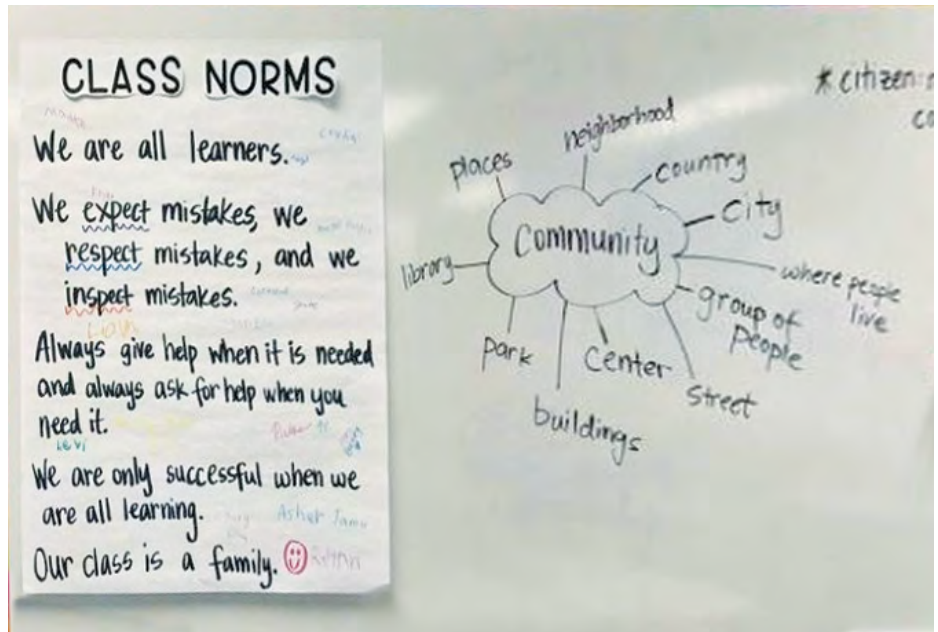 CLASS NORMS
We are all learners.
We expect mistakes, we
respect mistakes, and we
inspect mistakes.
Always give help when it is needed
and always ask for help when you
need it.
Levi
We are only successful when we
are all learning.
Asher
Our class is a family.
* citizen:
places
neighborhood
country
city
Community
library
where people
live
group of
People
park
center
street
buildings